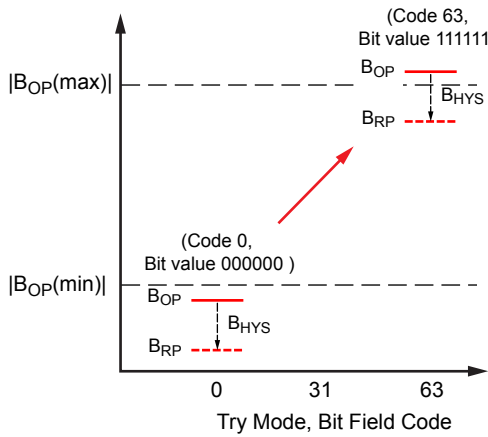 (Code 63,
Bit value 111111)
BOP
|BOP(max)|
BHYS
BRP
(Code 0,
Bit value 000000 )
|BOP(min)|
BOP
BHYS
BRP
0 31 63
Try Mode, Bit Field Code